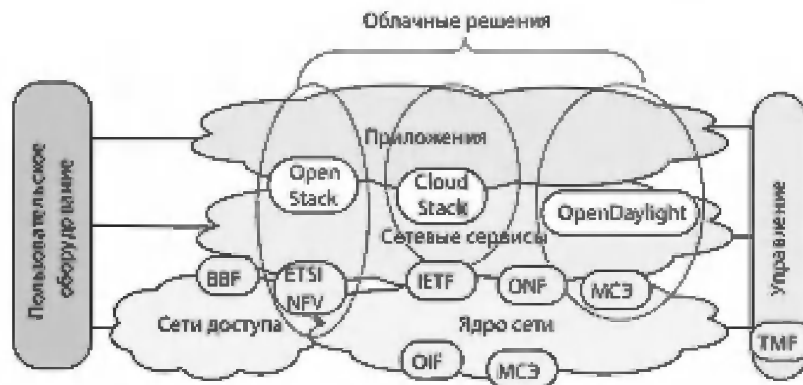 Облачные решения
Пользовательское
оборудование
Приложения
Open
Stack
Cloud
Stack
OpenDaylight
Сетевые сервисы
Управление
BBF
ETSI
NFV
IETF
ONF
МСЭ
Сети доступа
Ядро сети
OIF
МСЭ
TMF